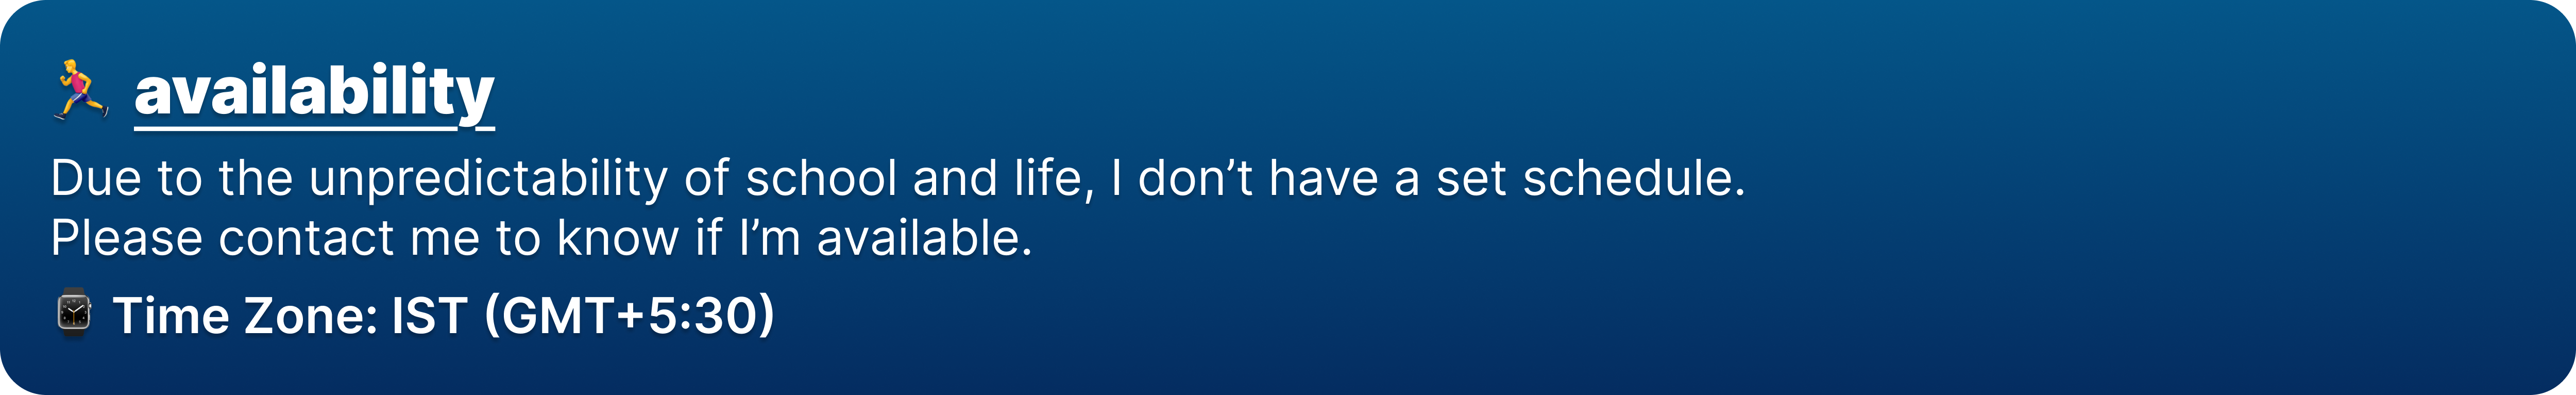 🏃 availability
Due to the unpredictability of school and life, I don’t have a set schedule.
Please contact me to know if I’m available.
⌚ Time Zone: IST (GMT+5:30)